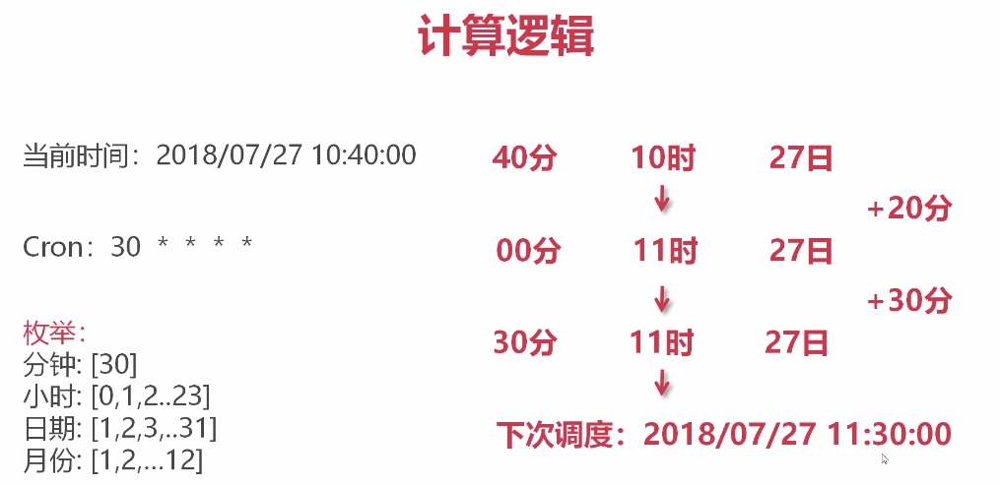 计算逻辑
当前时间：2018/07/27 10:40:00
40分 10时 27日
+20分
Cron：30 * * * *
00分 11时 27日
+30分
枚举：
分钟: [30]
小时: [0,1,2..23]
日期: [1,2,3,..31]
月份: [1,2,...12]
30分 11时 27日
下次调度：2018/07/27 11:30:00